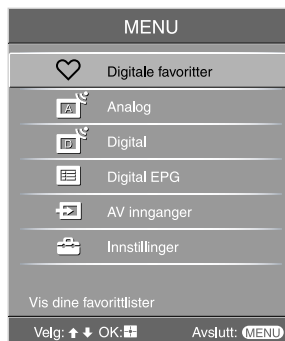 MENU
Digitale favoritter
A Analog
D Digital
Digital EPG
AV innganger
Innstillinger
Vis dine favorittlister
Velg: ↑ ↓ OK: Avslutt: MENU